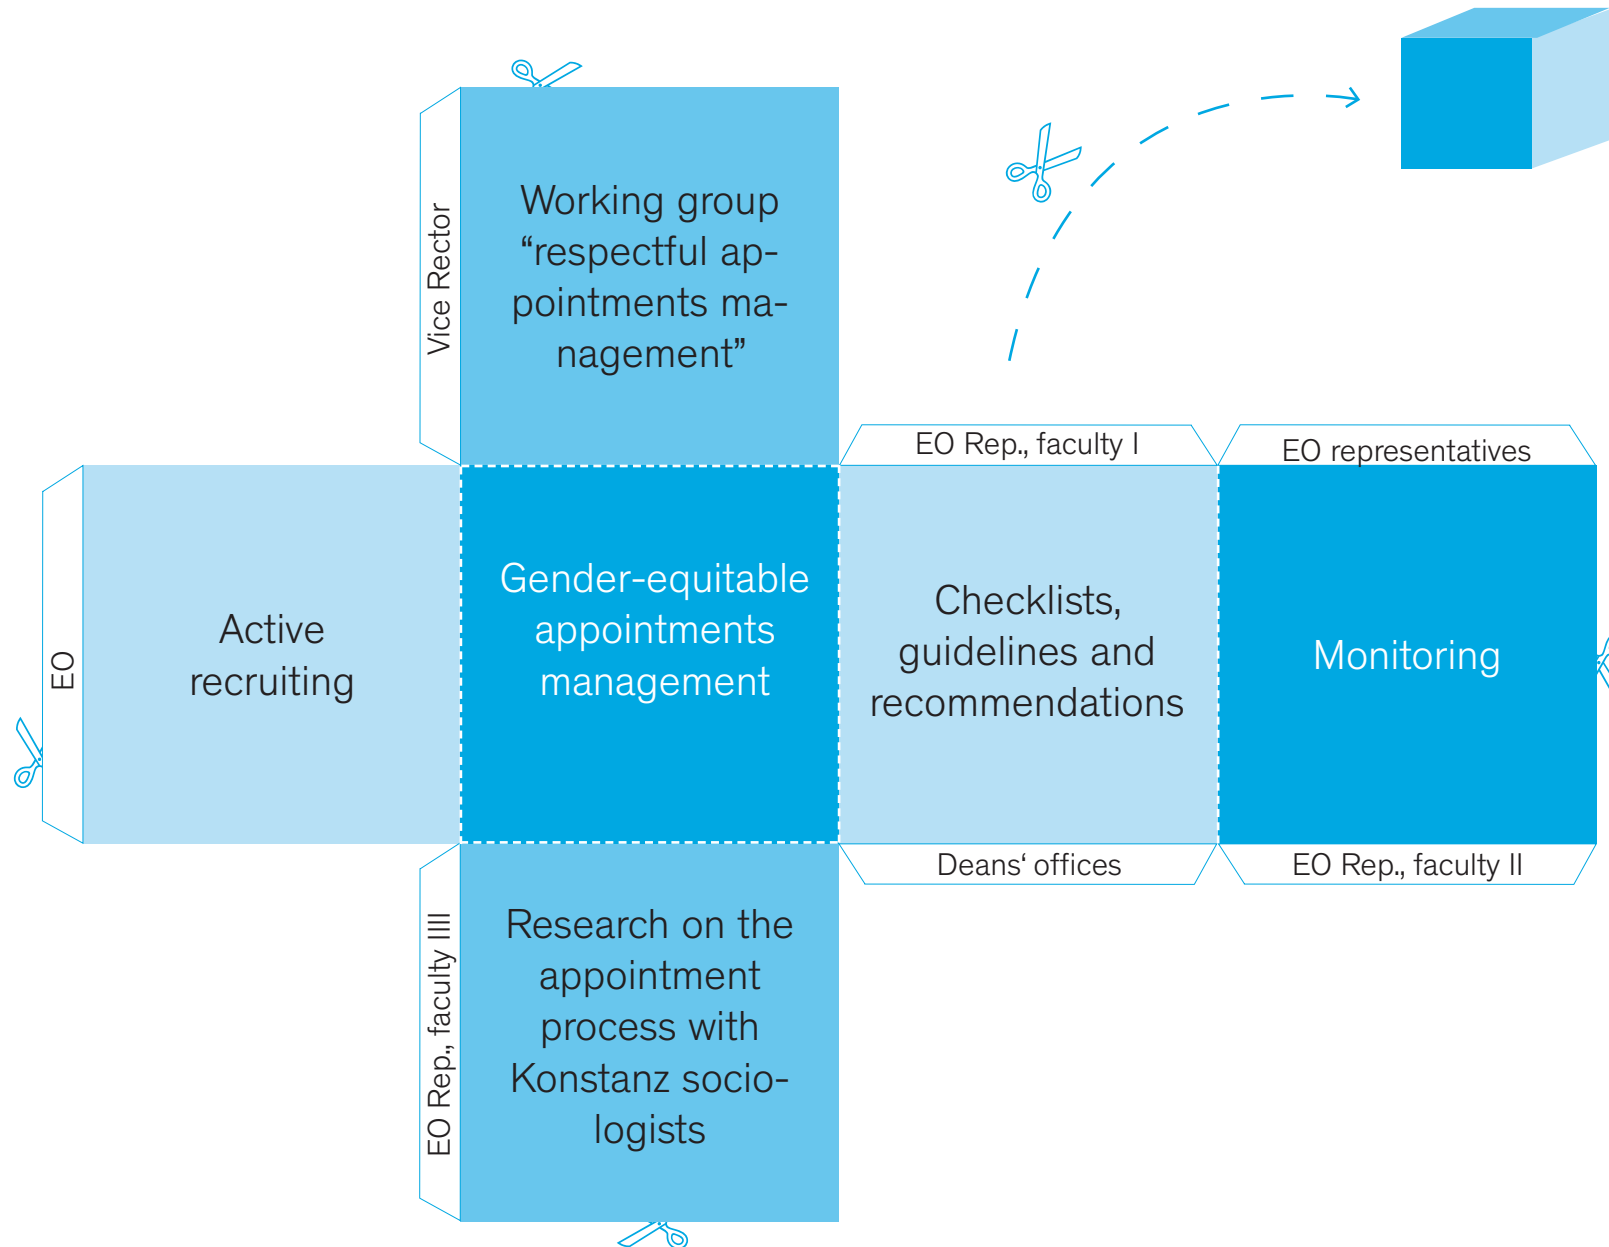 Vice Rector
Working group
“respectful ap-
pointments ma-
nagement”
EO Rep., faculty I
EO representatives
EO
Active
recruiting
Gender-equitable
appointments
management
Checklists,
guidelines and
recommendations
Monitoring
Deans‘ offices
EO Rep., faculty II
EO Rep., faculty IIII
Research on the
appointment
process with
Konstanz socio-
logists